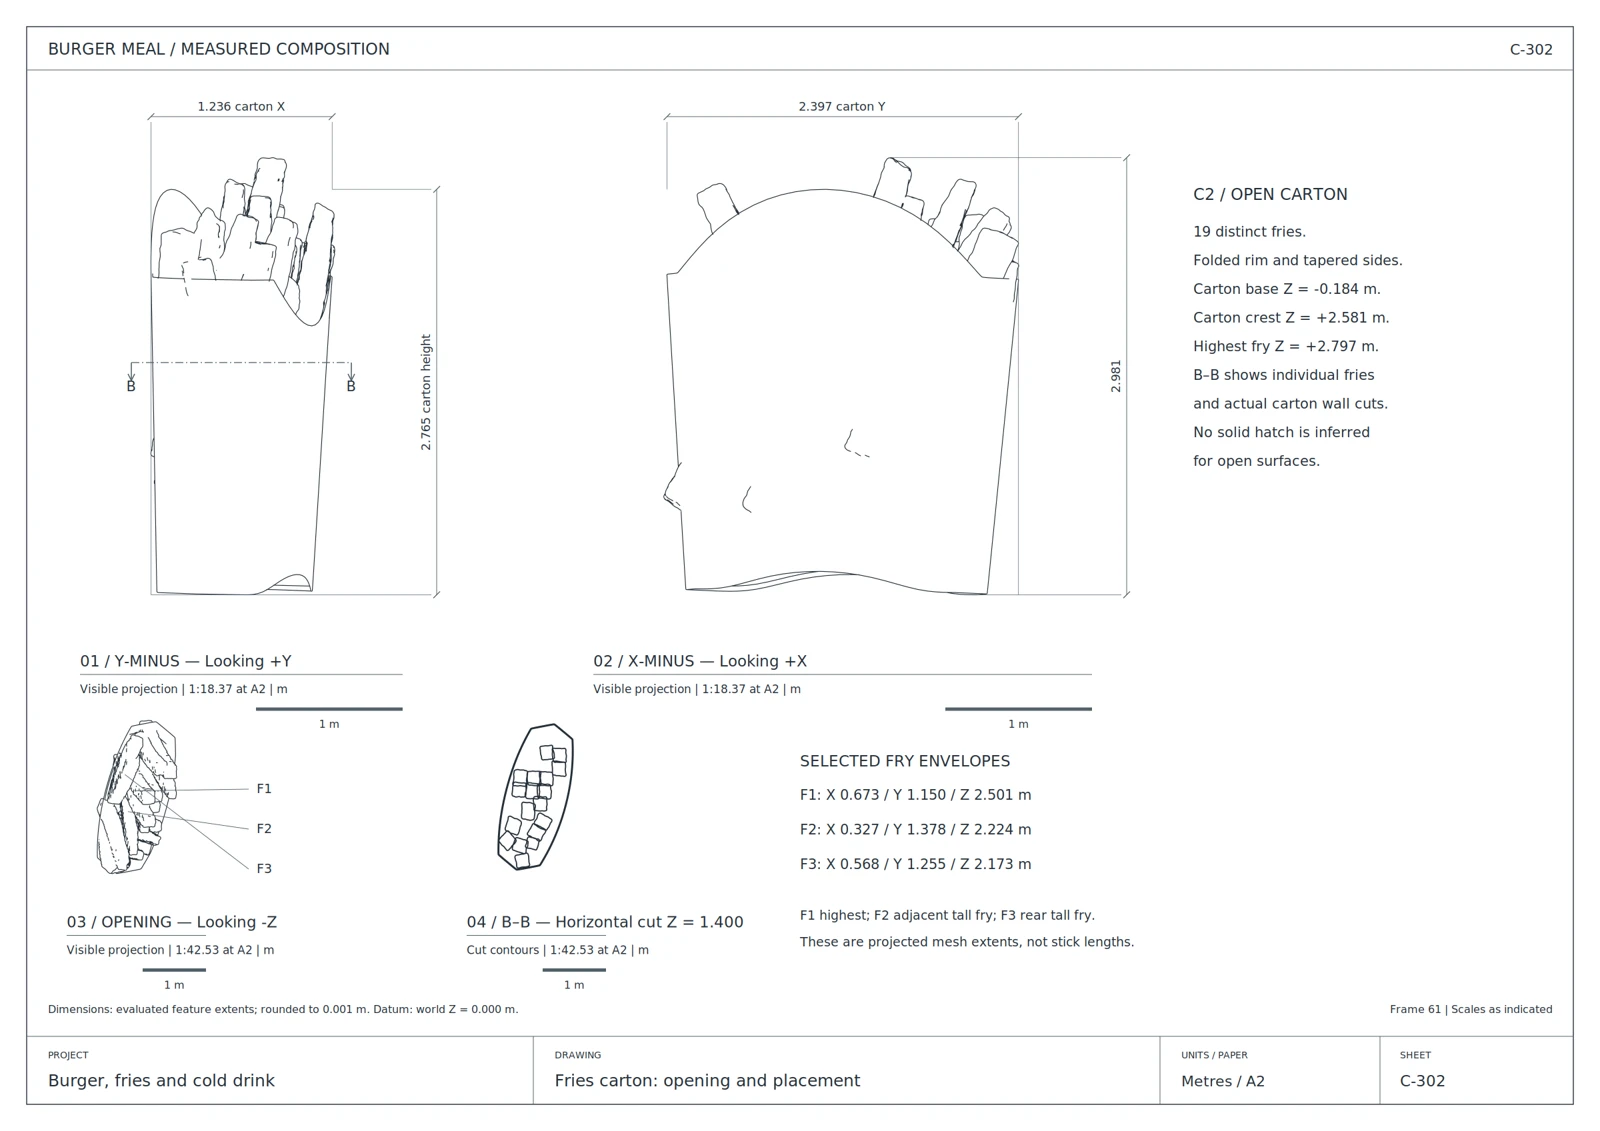 BURGER MEAL / MEASURED COMPOSITION
C-302
1.236 carton X
2.397 carton Y
2.765 carton height
2.981
B
B
C2 / OPEN CARTON
19 distinct fries.
Folded rim and tapered sides.
Carton base Z = -0.184 m.
Carton crest Z = +2.581 m.
Highest fry Z = +2.797 m.
B–B shows individual fries
and actual carton wall cuts.
No solid hatch is inferred
for open surfaces.
01 / Y-MINUS — Looking +Y
Visible projection | 1:18.37 at A2 | m
1 m
02 / X-MINUS — Looking +X
Visible projection | 1:18.37 at A2 | m
1 m
F1
F2
F3
03 / OPENING — Looking -Z
Visible projection | 1:42.53 at A2 | m
1 m
04 / B–B — Horizontal cut Z = 1.400
Cut contours | 1:42.53 at A2 | m
1 m
SELECTED FRY ENVELOPES
F1: X 0.673 / Y 1.150 / Z 2.501 m
F2: X 0.327 / Y 1.378 / Z 2.224 m
F3: X 0.568 / Y 1.255 / Z 2.173 m
F1 highest; F2 adjacent tall fry; F3 rear tall fry.
These are projected mesh extents, not stick lengths.
Dimensions: evaluated feature extents; rounded to 0.001 m. Datum: world Z = 0.000 m.
Frame 61 | Scales as indicated
PROJECT
Burger, fries and cold drink
DRAWING
Fries carton: opening and placement
UNITS / PAPER
Metres / A2
SHEET
C-302